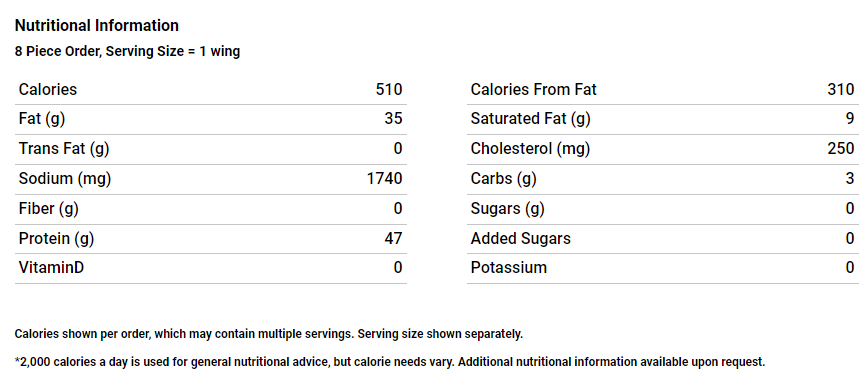 Nutritional Information
8 Piece Order, Serving Size = 1 wing
Calories 510 Calories From Fat 310
Fat (g) 35 Saturated Fat (g) 9
Trans Fat (g) 0 Cholesterol (mg) 250
Sodium (mg) 1740 Carbs (g) 3
Fiber (g) 0 Sugars (g) 0
Protein (g) 47 Added Sugars 0
VitaminD 0 Potassium 0
Calories shown per order, which may contain multiple servings. Serving size shown separately.
*2,000 calories a day is used for general nutritional advice, but calorie needs vary. Additional nutritional information available upon request.